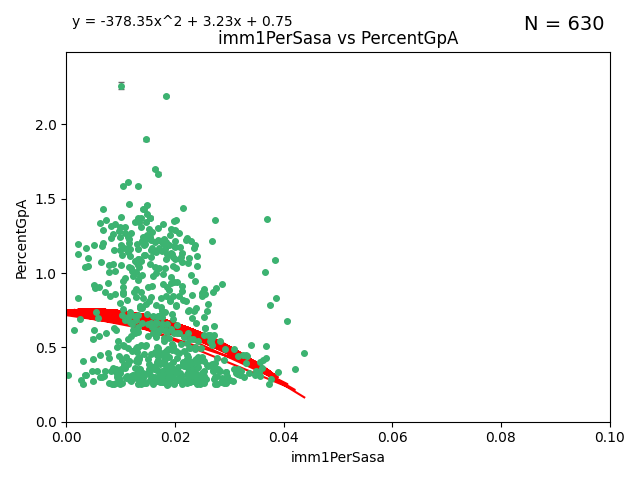 y = -378.35x^2 + 3.23x + 0.75
N = 630
imm1PerSasa vs PercentGpA
PercentGpA
2.0
1.5
1.0
0.5
0.0
0.00 0.02 0.04 0.06 0.08 0.10
imm1PerSasa